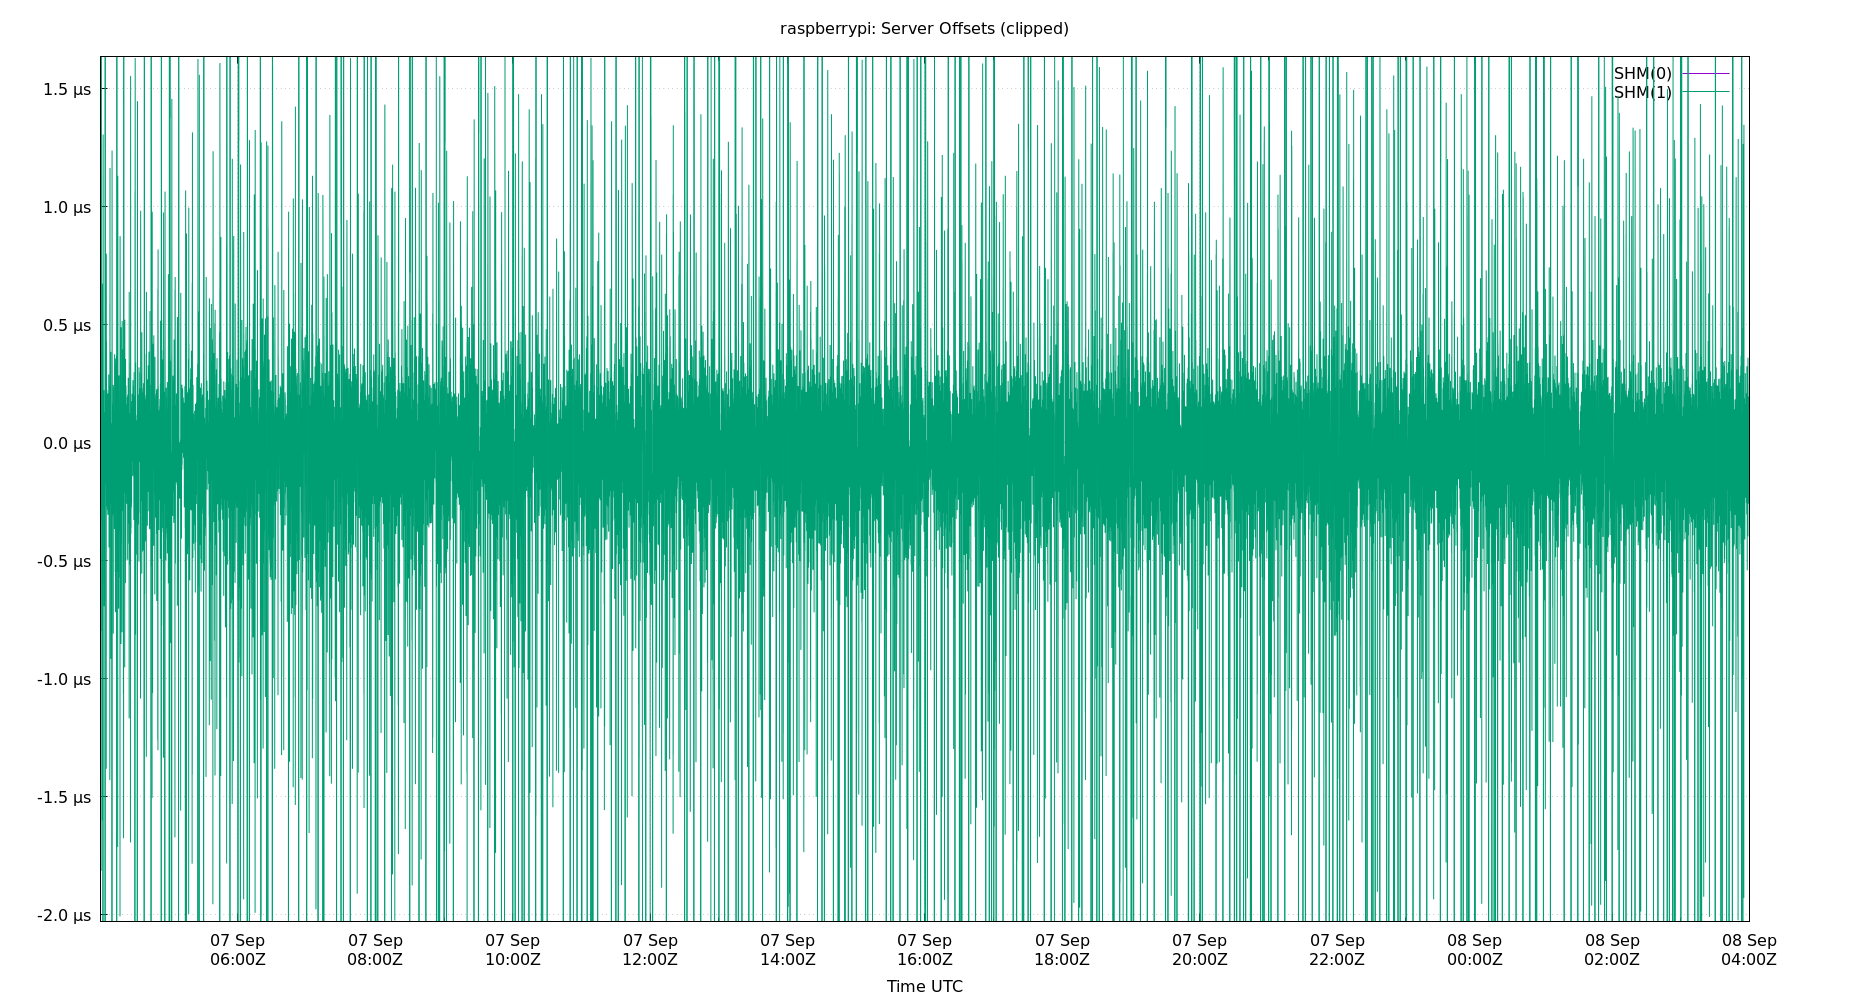 raspberrypi: Server Offsets (clipped)
SHM(0)
SHM(1)
1.5 µs
1.0 µs
0.5 µs
0.0 µs
-0.5 µs
-1.0 µs
-1.5 µs
-2.0 µs
07 Sep 07 Sep 07 Sep 07 Sep 07 Sep 07 Sep 07 Sep 07 Sep 07 Sep 08 Sep 08 Sep 08 Sep
06:00Z 08:00Z 10:00Z 12:00Z 14:00Z 16:00Z 18:00Z 20:00Z 22:00Z 00:00Z 02:00Z 04:00Z
Time UTC